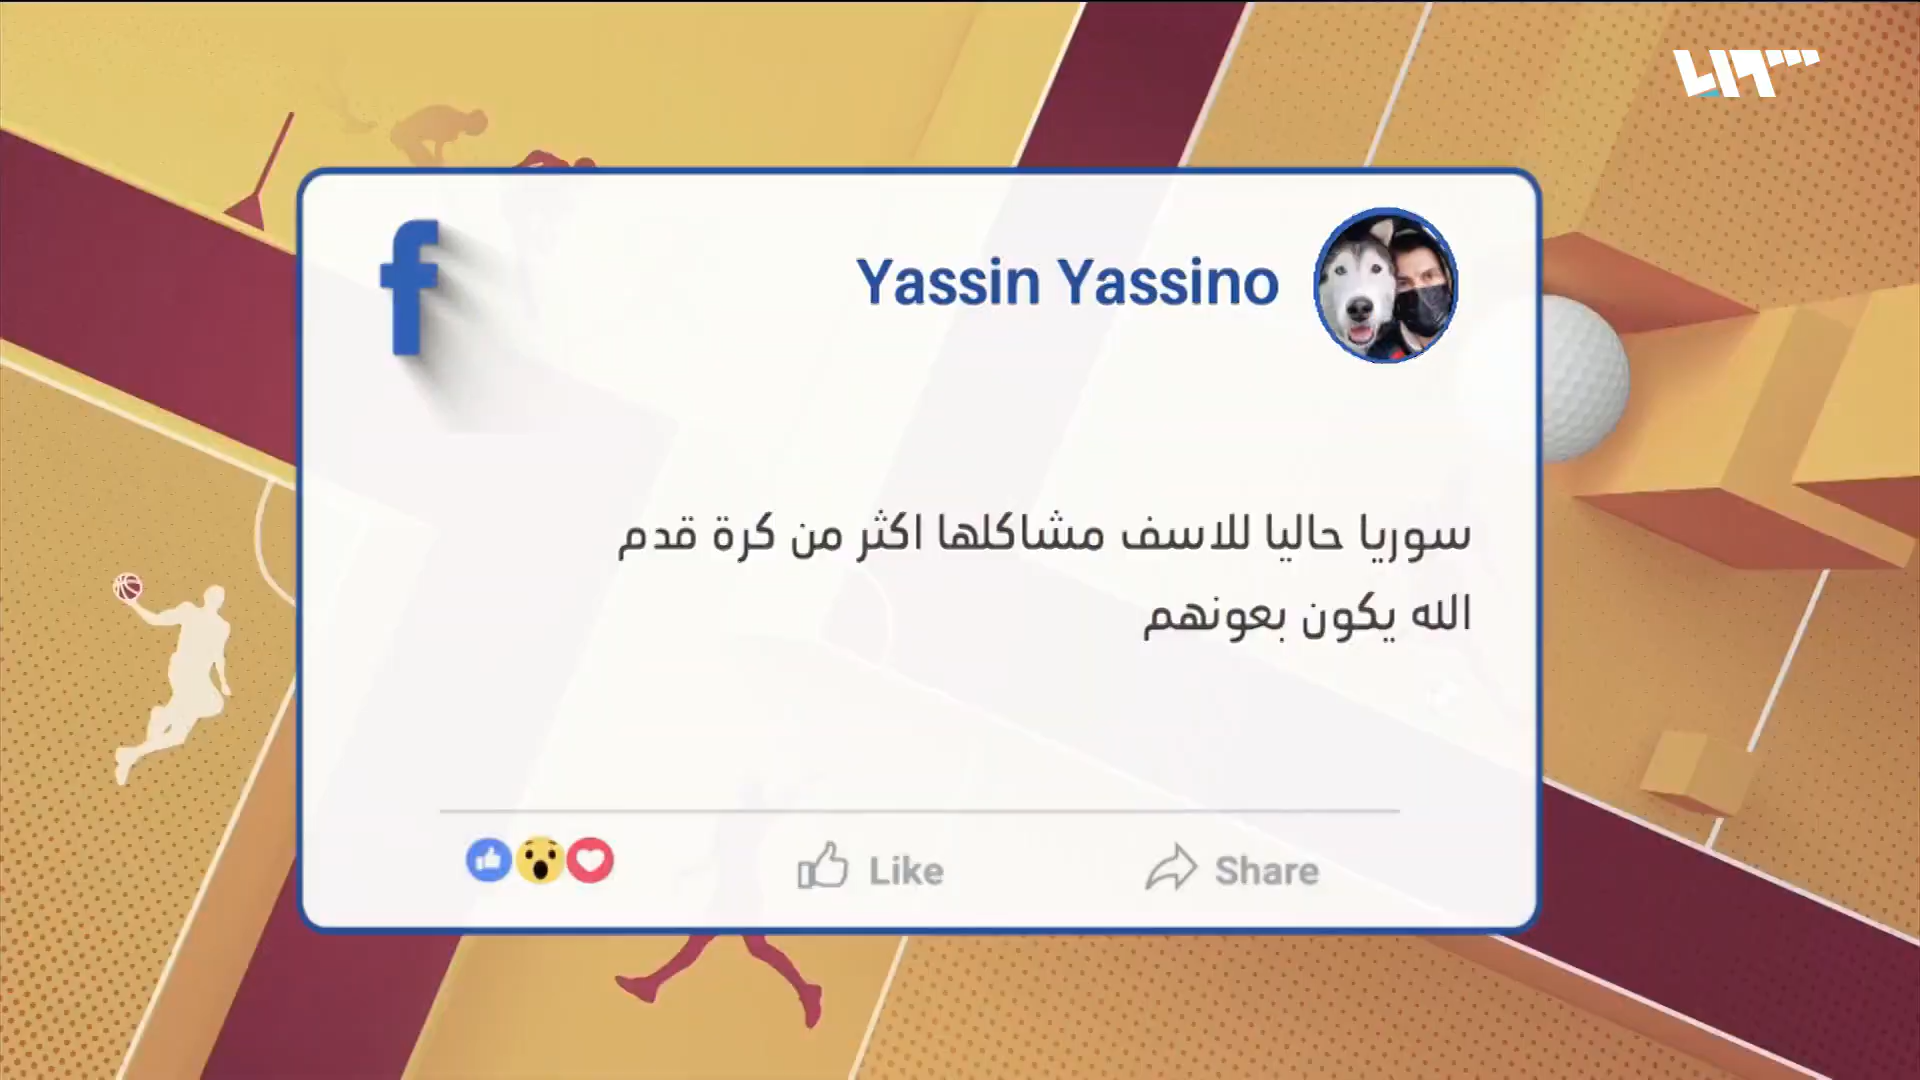 Yassin Yassino
سوريا حاليا للاسف مشاكلها اكثر من كرة قدم
الله يكون بعونهم
Like
Share